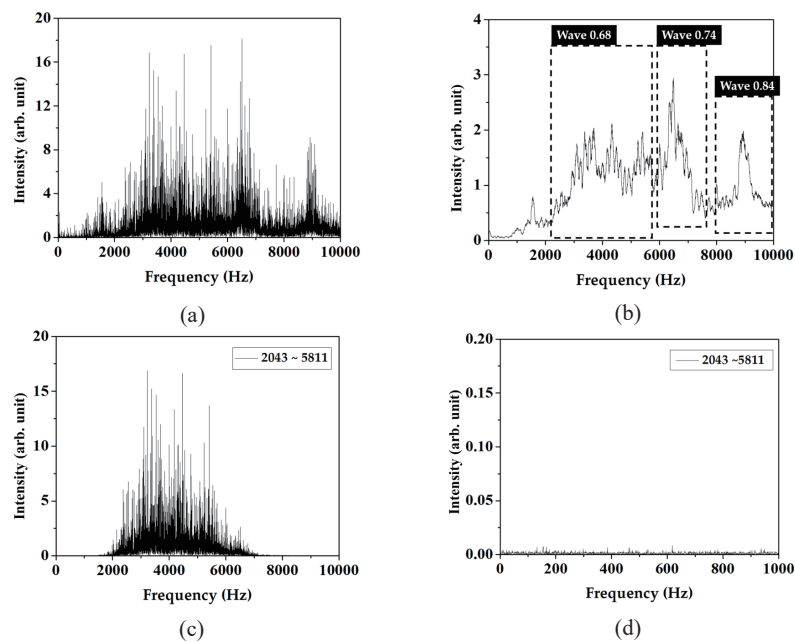 20
16
12
8
4
0
Intensity (arb. unit)
0 2000 4000 6000 8000 10000
Frequency (Hz)
(a)
4
3
2
1
0
Intensity (arb. unit)
Wave 0.68
Wave 0.74
Wave 0.84
0 2000 4000 6000 8000 10000
Frequency (Hz)
(b)
20
15
10
5
0
Intensity (arb. unit)
2043 ~ 5811
0 2000 4000 6000 8000 10000
Frequency (Hz)
(c)
0.20
0.15
0.10
0.05
0.00
Intensity (arb. unit)
2043 ~5811
0 200 400 600 800 1000
Frequency (Hz)
(d)